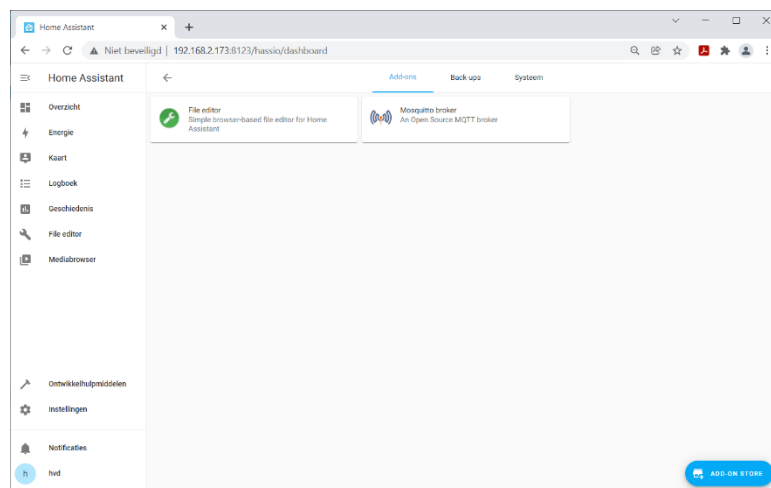 Home Assistant
Niet beveiligd | 192.168.2.173:8123/hassio/dashboard
Home Assistant
Add-ons Back-ups Systeem
Overzicht
Energie
Kaart
Logboek
Geschiedenis
File editor
Mediabrowser
File editor
Simple browser-based file editor for Home
Assistant
Mosquitto broker
An Open Source MQTT broker
Ontwikkelhulpmiddelen
Instellingen
Notificaties
h hvd
ADD-ON STORE